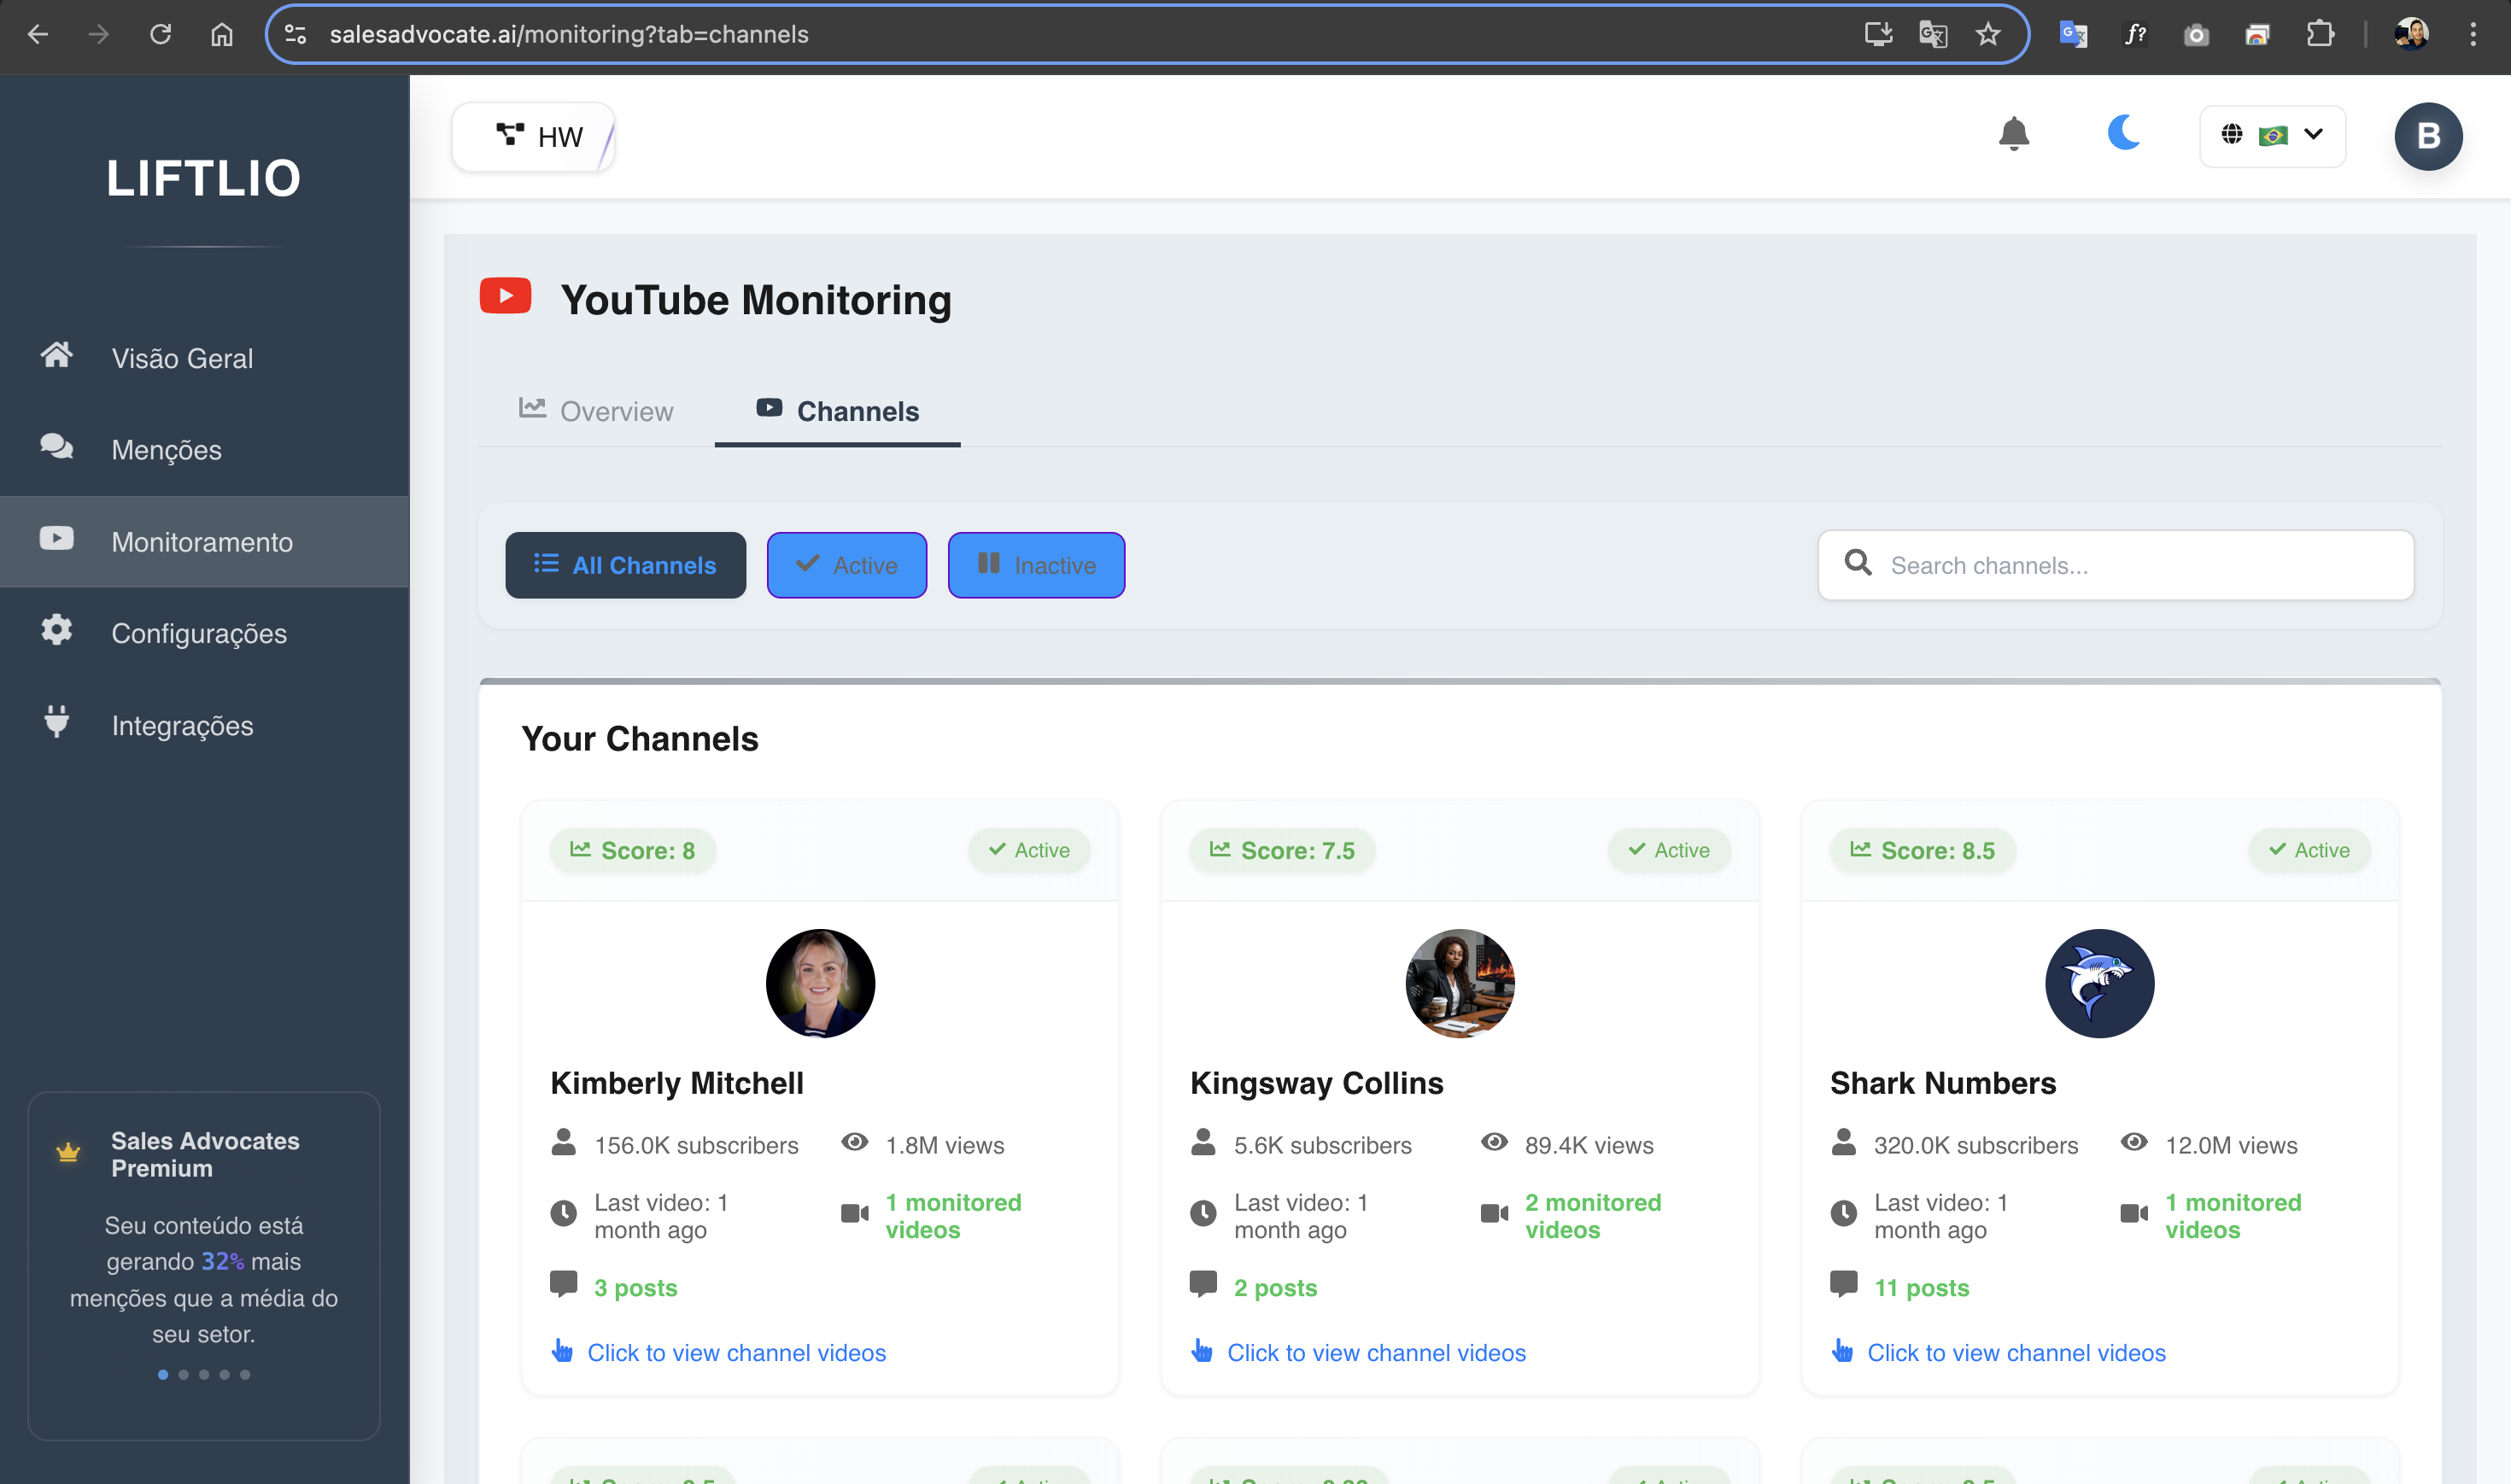 salesadvocate.ai/monitoring?tab=channels
LIFTLIO
HW
B
Visão Geral
Menções
Monitoramento
Configurações
Integrações
Sales Advocates
Premium
Seu conteúdo está
gerando 32% mais
menções que a média do
seu setor.
YouTube Monitoring
Overview
Channels
All Channels
Active
Inactive
Search channels...
Your Channels
Score: 8
Active
Kimberly Mitchell
156.0K subscribers
1.8M views
Last video: 1
month ago
1 monitored
videos
3 posts
Click to view channel videos
Score: 7.5
Active
Kingsway Collins
5.6K subscribers
89.4K views
Last video: 1
month ago
2 monitored
videos
2 posts
Click to view channel videos
Score: 8.5
Active
Shark Numbers
320.0K subscribers
12.0M views
Last video: 1
month ago
1 monitored
videos
11 posts
Click to view channel videos